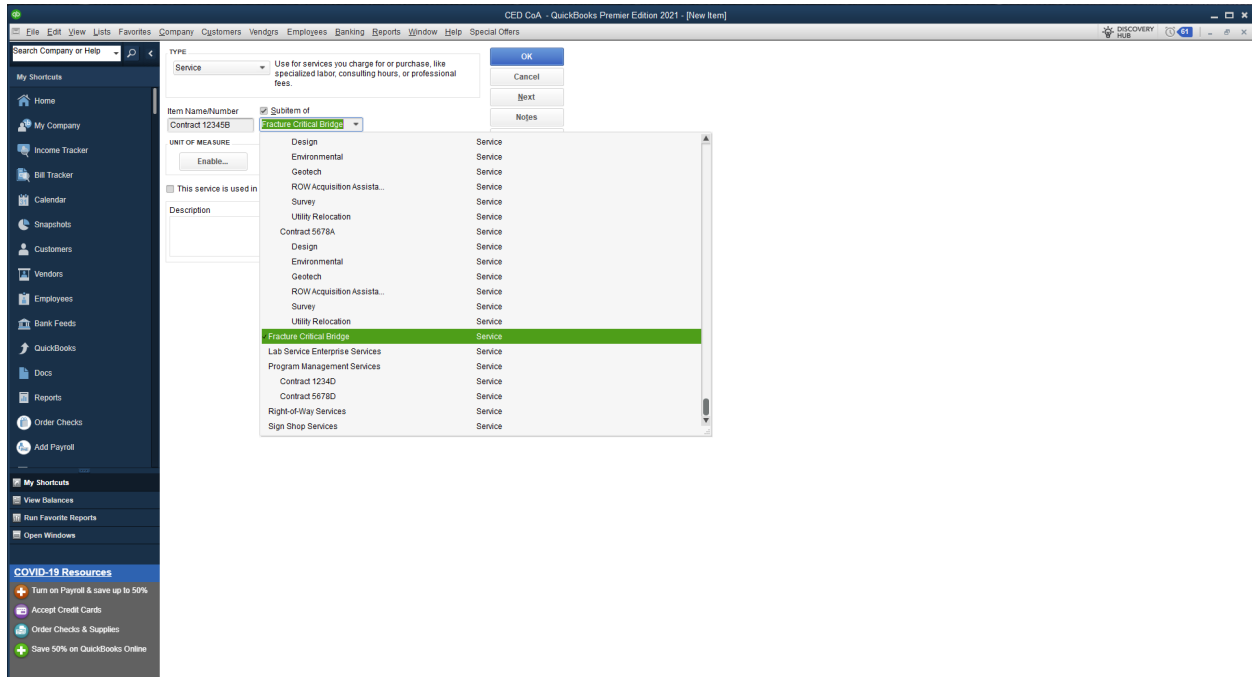 CED CoA - QuickBooks Premier Edition 2021 - [New Item]
File Edit View Lists Favorites Company Customers Vendors Employees Banking Reports Window Help Special Offers
DISCOVERY HUB 61
Search Company or Help
My Shortcuts
Home
My Company
Income Tracker
Bill Tracker
Calendar
Snapshots
Customers
Vendors
Employees
Bank Feeds
QuickBooks
Docs
Reports
Order Checks
Add Payroll
My Shortcuts
View Balances
Run Favorite Reports
Open Windows
COVID-19 Resources
Turn on Payroll & save up to 50%
Accept Credit Cards
Order Checks & Supplies
Save 50% on QuickBooks Online
TYPE
Service
Use for services you charge for or purchase, like
specialized labor, consulting hours, or professional
fees.
OK
Cancel
Next
Notes
Item Name/Number
Subitem of
Contract 12345B
Fracture Critical Bridge
UNIT OF MEASURE
Enable...
This service is used in
Description
Design Service
Environmental Service
Geotech Service
ROW Acquisition Assista... Service
Survey Service
Utility Relocation Service
Contract 5678A Service
Design Service
Environmental Service
Geotech Service
ROW Acquisition Assista... Service
Survey Service
Utility Relocation Service
Fracture Critical Bridge Service
Lab Service Enterprise Services Service
Program Management Services Service
Contract 1234D Service
Contract 5678D Service
Right-of-Way Services Service
Sign Shop Services Service